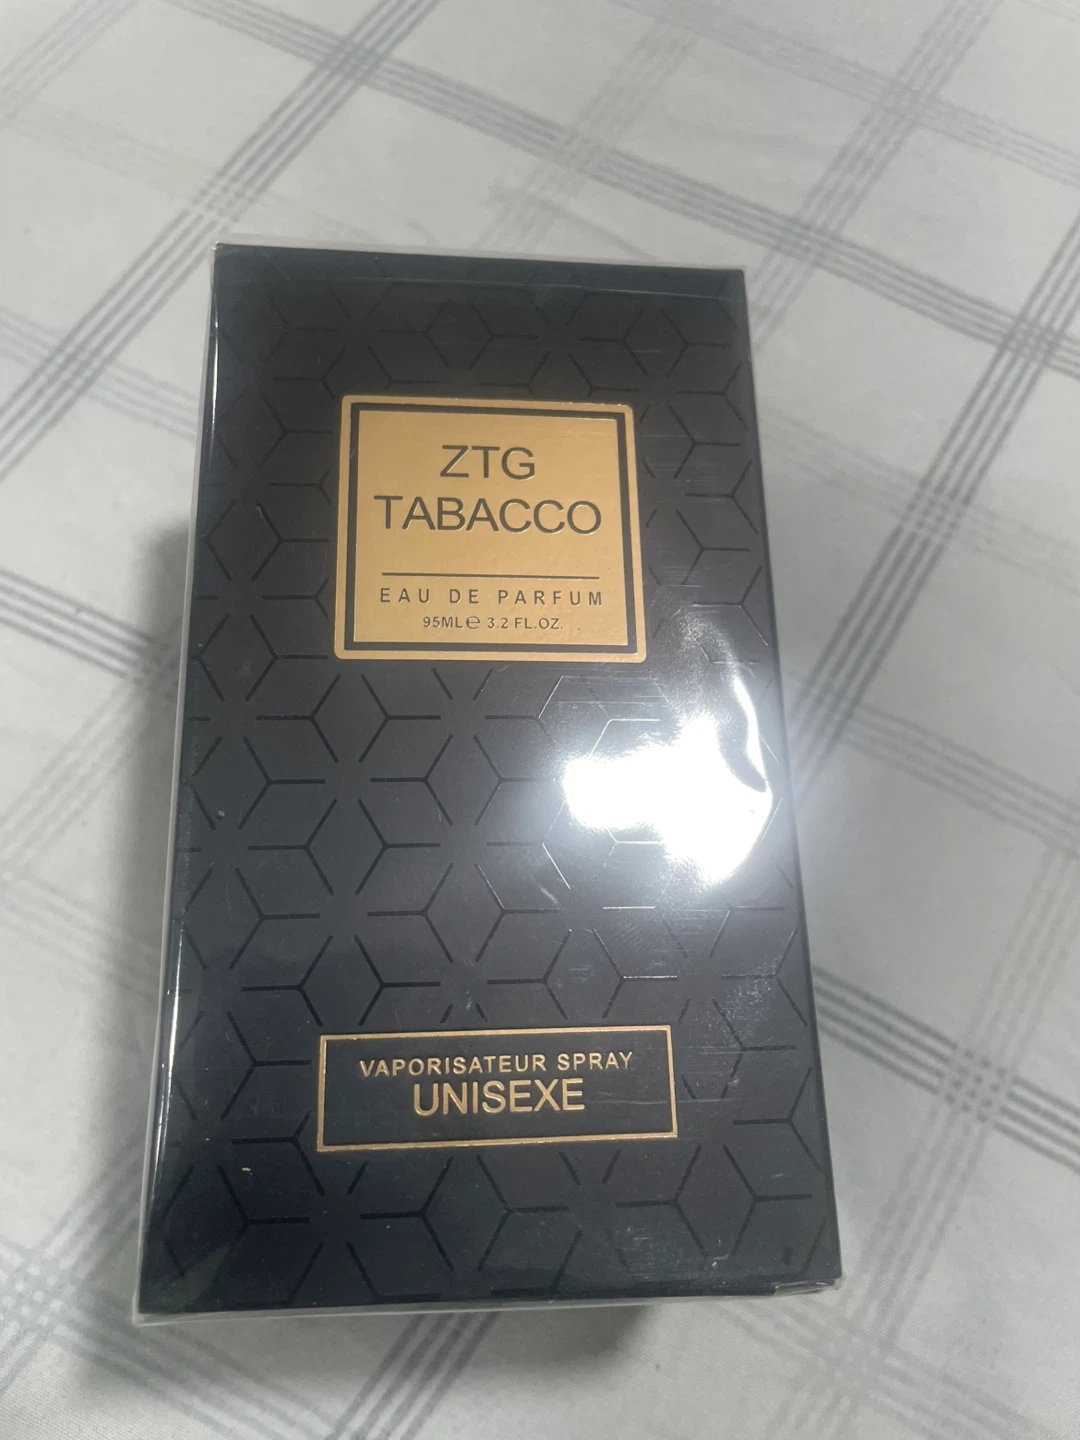 ZTG
TABACCO
EAU DE PARFUM
95ML℮ 3.2 FL.OZ.
VAPORISATEUR SPRAY
UNISEXE